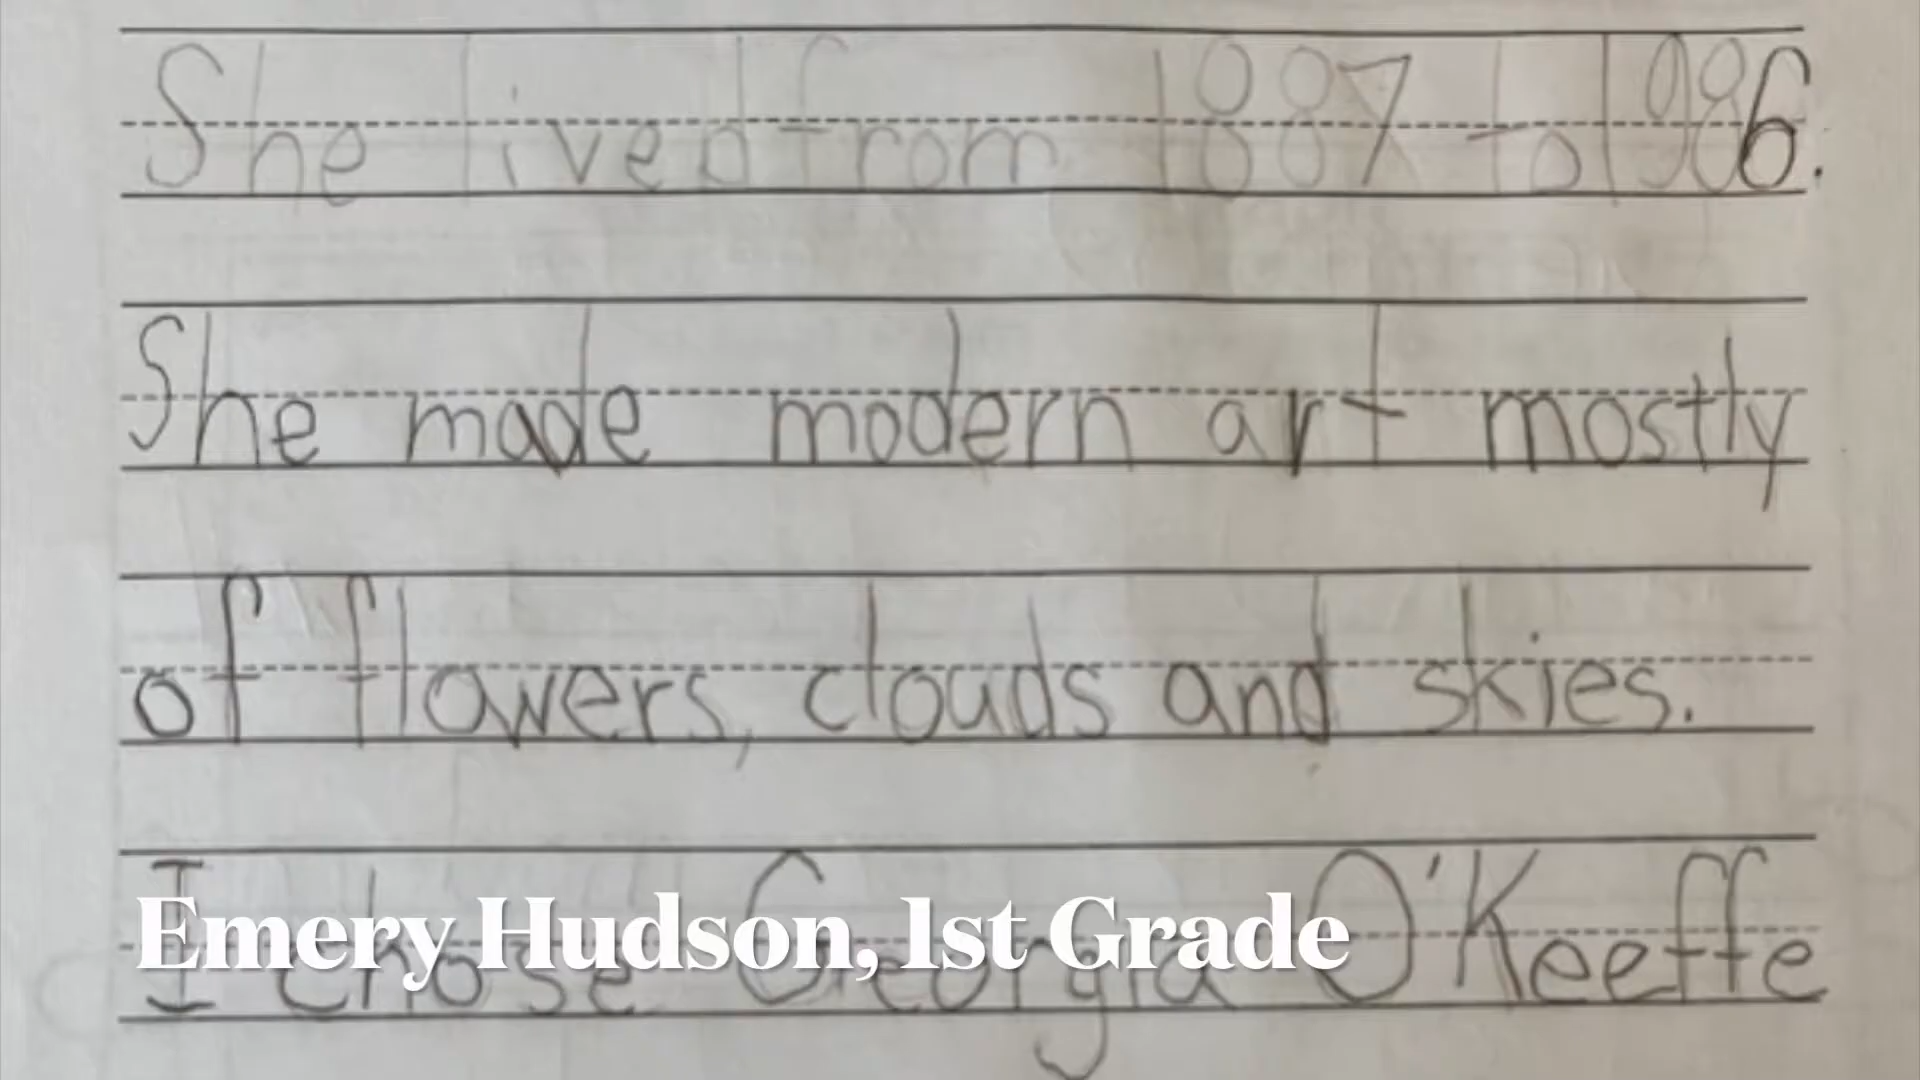 She lived from 1887 to 1986.
She made modern art mostly
of flowers, clouds and skies.
I chose Georgia O'Keeffe
Emery Hudson, 1st Grade